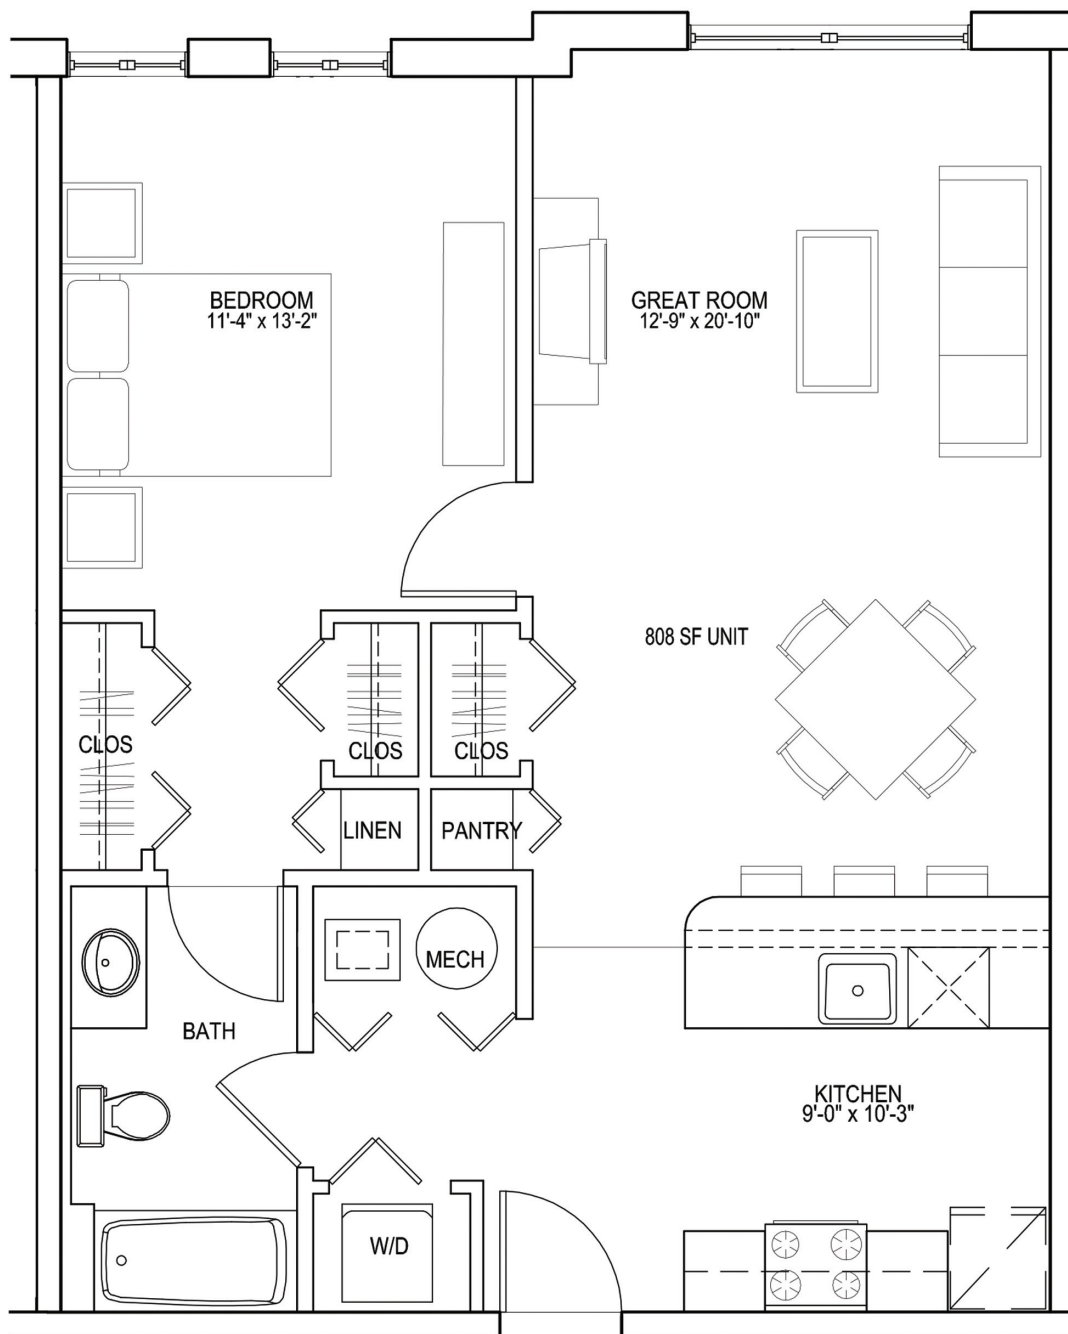 BEDROOM
11'-4" x 13'-2"
GREAT ROOM
12'-9" x 20'-10"
808 SF UNIT
CLOS
CLOS
CLOS
LINEN
PANTRY
MECH
BATH
KITCHEN
9'-0" x 10'-3"
W/D